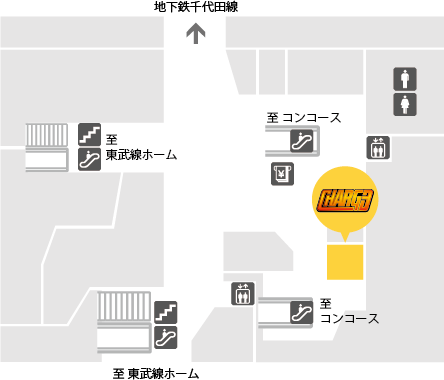 地下鉄千代田線
至 コンコース
至
東武線ホーム
¥
至
コンコース
至 東武線ホーム